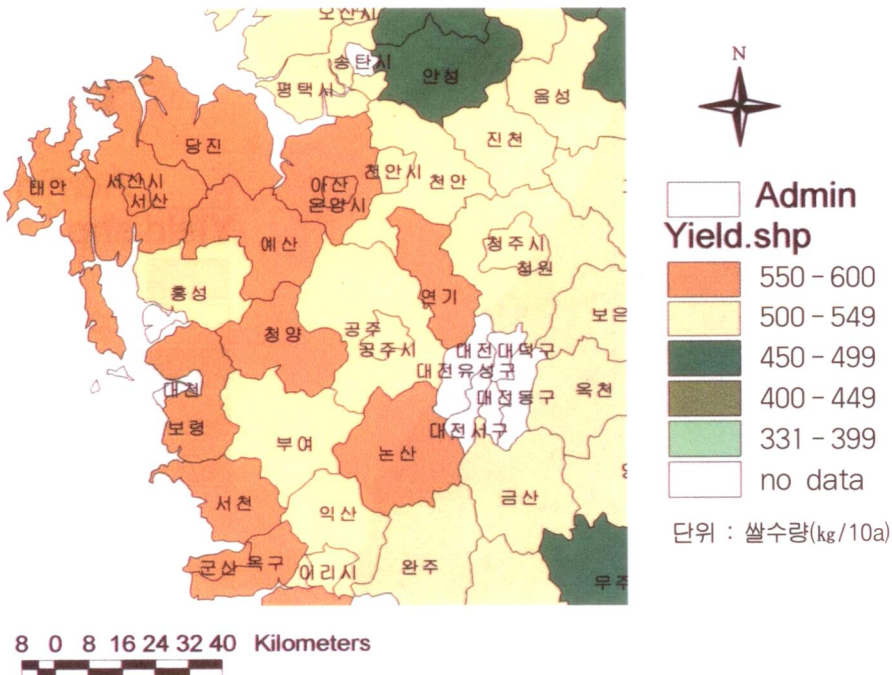 오산시
송탄시
안성
평택시
음성
진천
당진
천안시
천안
태안
서산시
서산
아산
온양시
예산
청주시
청원
홍성
연기
보은
청양
공주
공주시
대전대덕구
대전유성구
대천
대전동구
옥천
보령
대전서구
부여
논산
서천
익산
금산
군산
옥구
이리시
완주
무주
N
Admin
Yield.shp
550 - 600
500 - 549
450 - 499
400 - 449
331 - 399
no data
단위 : 쌀수량(kg/10a)
8 0 8 16 24 32 40 Kilometers